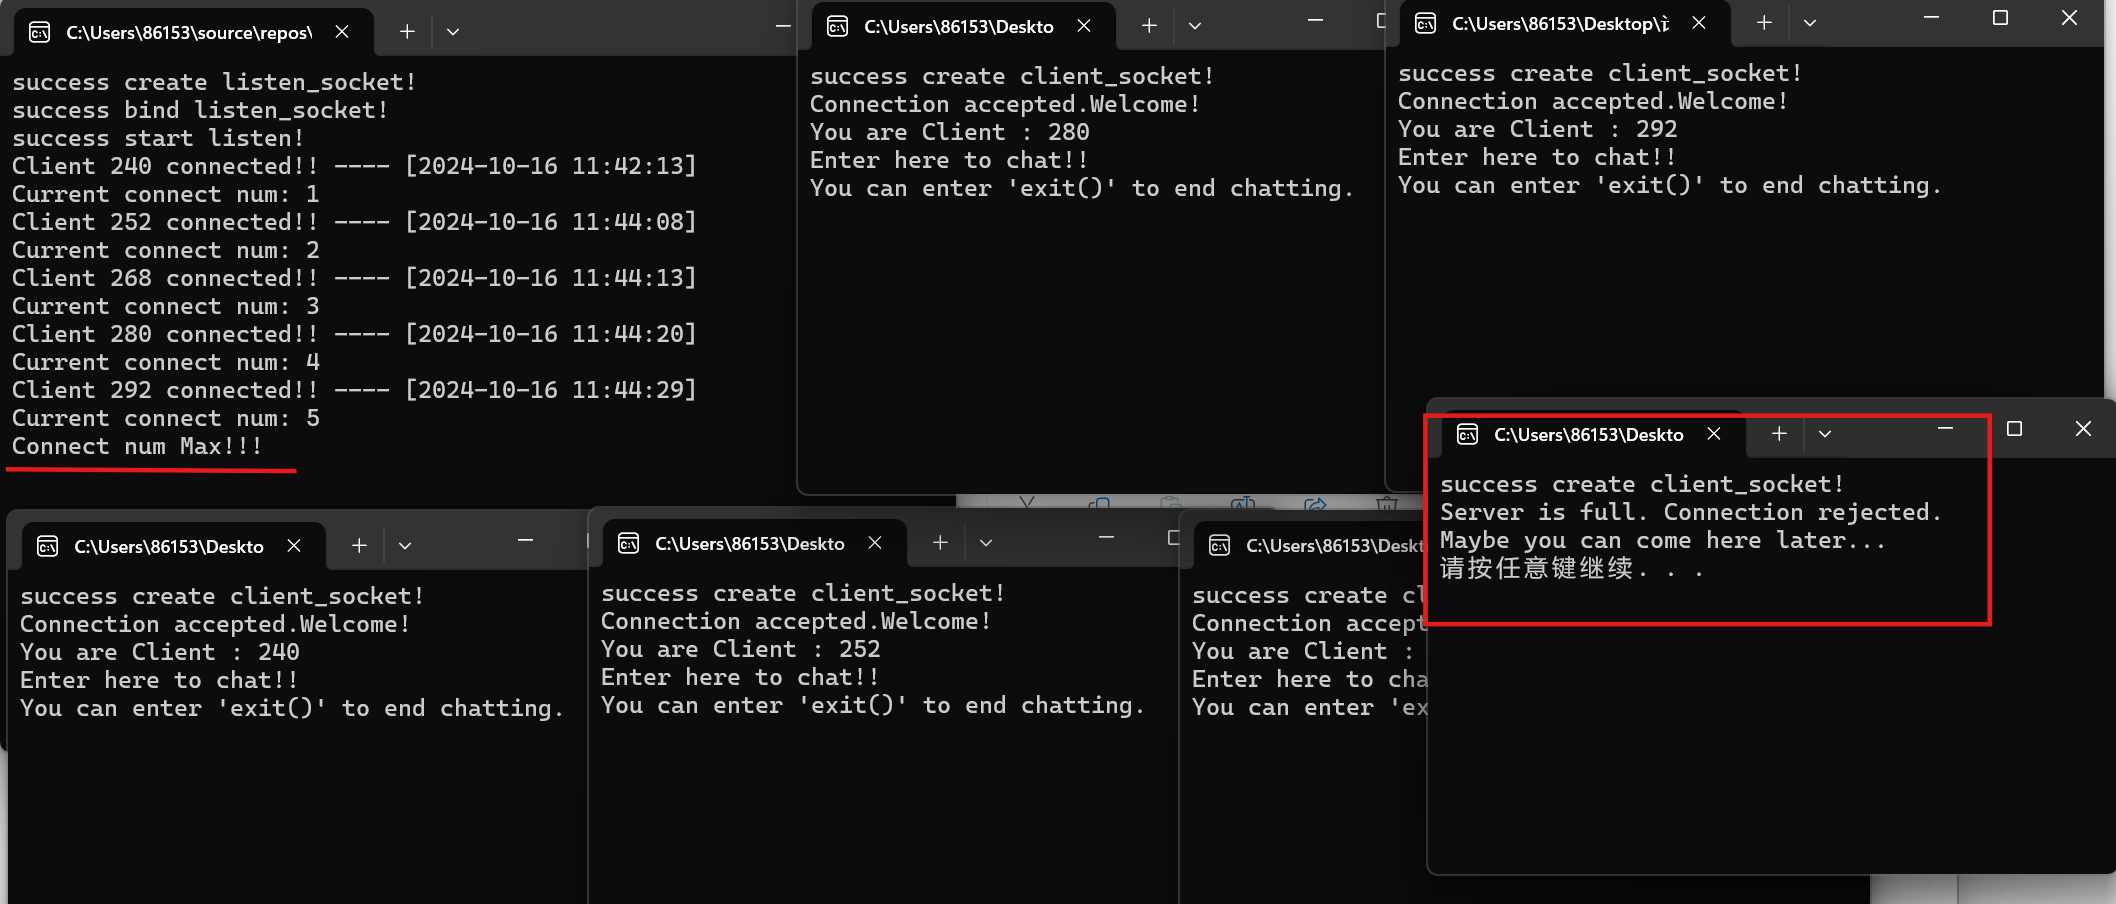 C:\Users\86153\source\repos\
success create listen_socket!
success bind listen_socket!
success start listen!
Client 240 connected!! ---- [2024-10-16 11:42:13]
Current connect num: 1
Client 252 connected!! ---- [2024-10-16 11:44:08]
Current connect num: 2
Client 268 connected!! ---- [2024-10-16 11:44:13]
Current connect num: 3
Client 280 connected!! ---- [2024-10-16 11:44:20]
Current connect num: 4
Client 292 connected!! ---- [2024-10-16 11:44:29]
Current connect num: 5
Connect num Max!!!
C:\Users\86153\Deskto
success create client_socket!
Connection accepted.Welcome!
You are Client : 280
Enter here to chat!!
You can enter 'exit()' to end chatting.
C:\Users\86153\Desktop\
success create client_socket!
Connection accepted.Welcome!
You are Client : 292
Enter here to chat!!
You can enter 'exit()' to end chatting.
C:\Users\86153\Deskto
success create client_socket!
Connection accepted.Welcome!
You are Client : 240
Enter here to chat!!
You can enter 'exit()' to end chatting.
C:\Users\86153\Deskto
success create client_socket!
Connection accepted.Welcome!
You are Client : 252
Enter here to chat!!
You can enter 'exit()' to end chatting.
C:\Users\86153\Deskt
success create cl
Connection accept
You are Client :
Enter here to cha
You can enter 'ex
C:\Users\86153\Deskto
success create client_socket!
Server is full. Connection rejected.
Maybe you can come here later...
请按任意键继续. . .